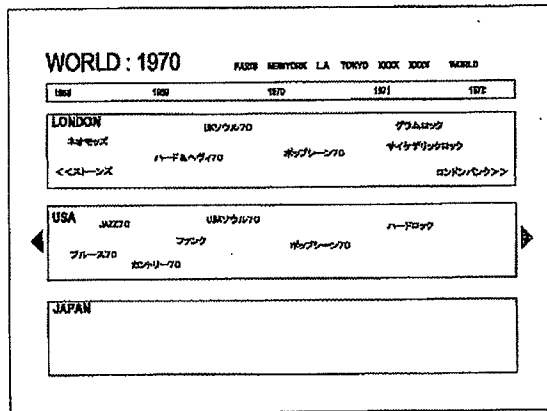 WORLD : 1970
PARIS NEWYORK L.A TOKYO XXXX XXXX WORLD
1968 1969 1970 1971 1972
LONDON
UKソウル70
グラムロック
ネオモッズ
サイケデリックロック
ハード&ヘヴィ70
ポップシーン70
<<ストーンズ
ロンドンパンク>>
USA
JAZZ70
USAソウル70
ハードロック
ファンク
ポップシーン70
ブルース70
カントリー70
JAPAN